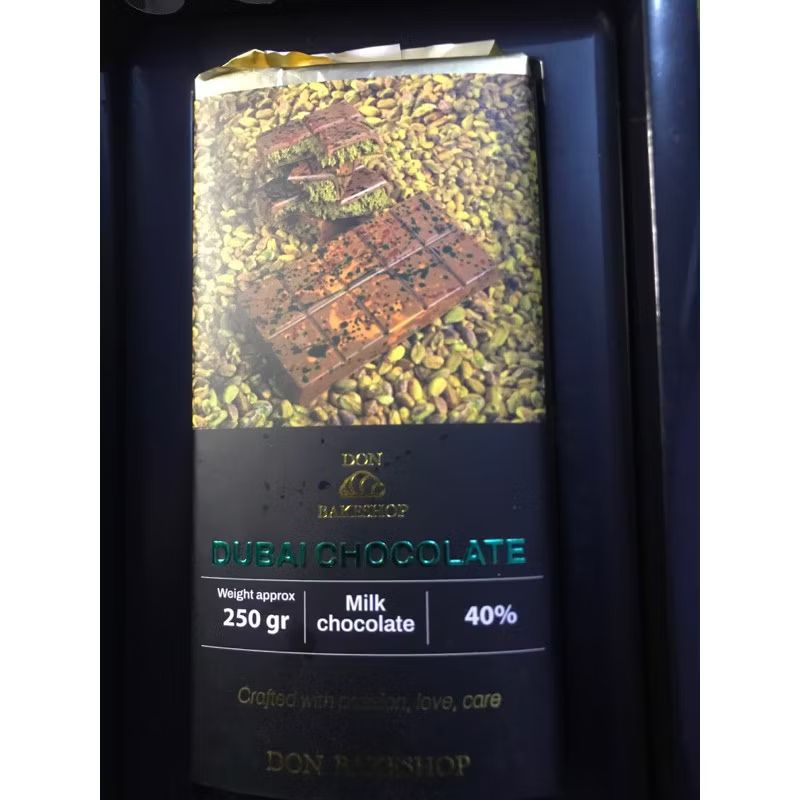 DON
BAKESHOP
DUBAI CHOCOLATE
Weight approx
250 gr
Milk
chocolate
40%
Crafted with passion, love, care
DON BAKESHOP